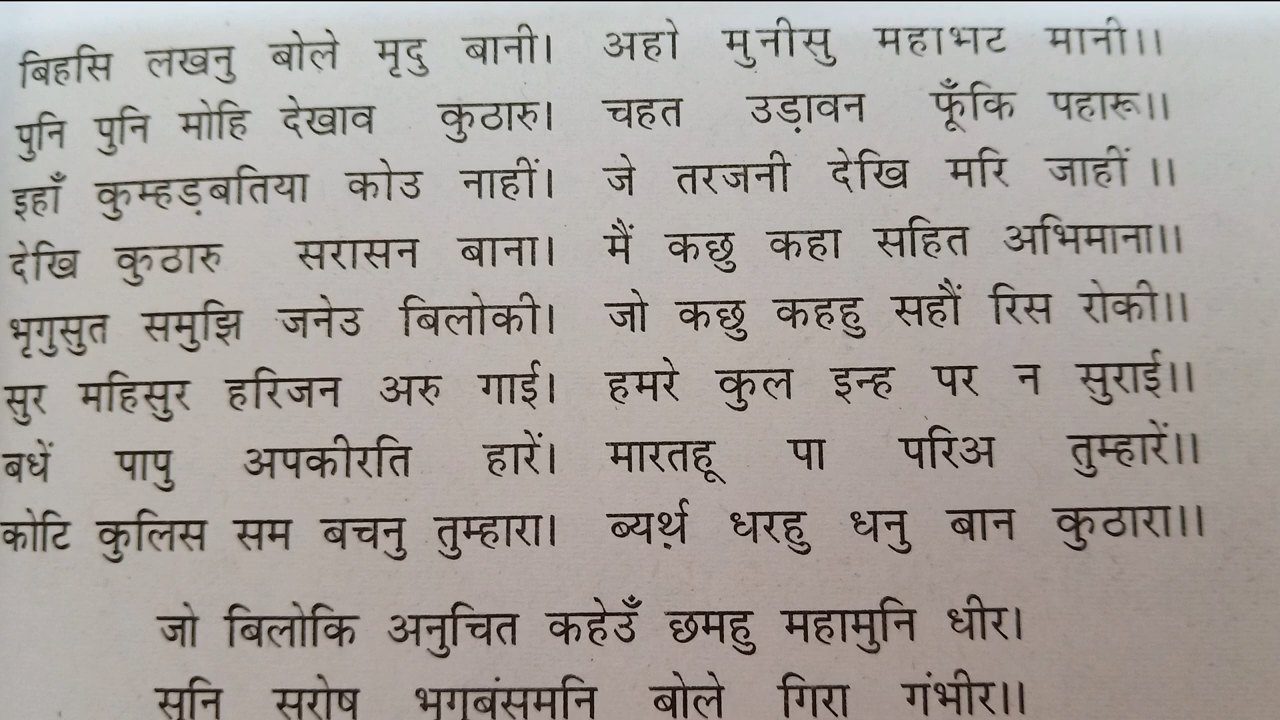 बिहसि लखनु बोले मृदु बानी। अहो मुनीसु महाभट मानी।।
पुनि पुनि मोहि देखाव कुठारु। चहत उड़ावन फूँकि पहारू।।
इहाँ कुम्हड़बतिया कोउ नाहीं। जे तरजनी देखि मरि जाहीं ।।
देखि कुठारु सरासन बाना। मैं कछु कहा सहित अभिमाना।।
भृगुसुत समुझि जनेउ बिलोकी। जो कछु कहहु सहौं रिस रोकी।।
सुर महिसुर हरिजन अरु गाई। हमरे कुल इन्ह पर न सुराई।।
बधें पापु अपकीरति हारें। मारतहू पा परिअ तुम्हारें।।
कोटि कुलिस सम बचनु तुम्हारा। ब्यर्थ धरहु धनु बान कुठारा।।
जो बिलोकि अनुचित कहेउँ छमहु महामुनि धीर।
सुनि सरोष भृगुबंसमनि बोले गिरा गंभीर।।